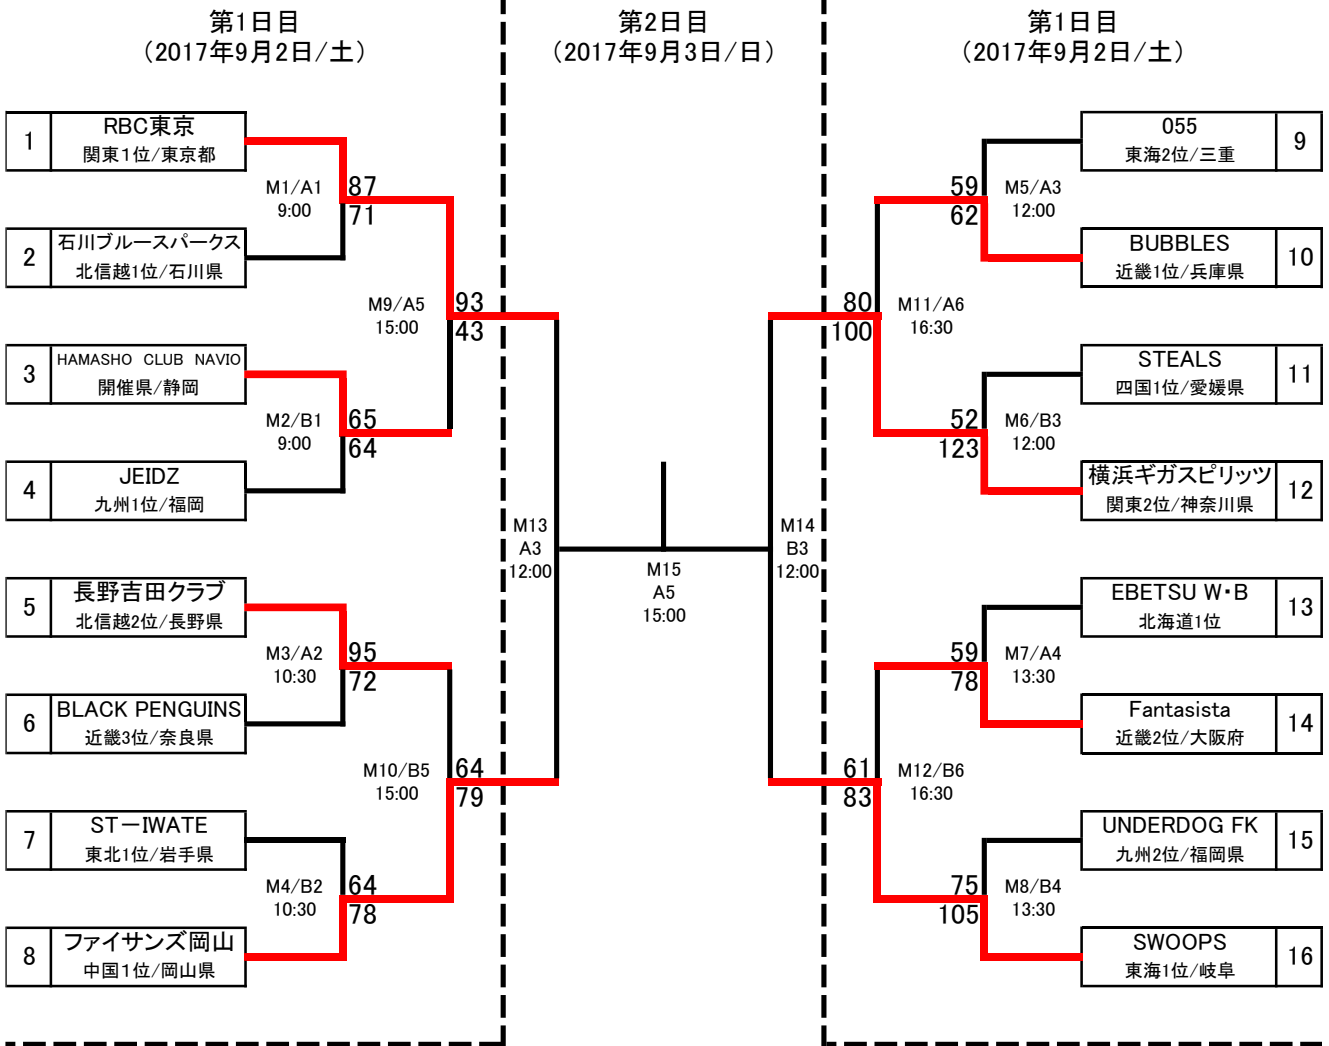 第1日目
（2017年9月2日/土）
第2日目
（2017年9月3日/日）
第1日目
（2017年9月2日/土）
1
RBC東京
関東1位/東京都
M1/A1
9:00
87
71
2
石川ブルースパークス
北信越1位/石川県
M9/A5
15:00
93
43
3
HAMASHO CLUB NAVIO
開催県/静岡
M2/B1
9:00
65
64
4
JEIDZ
九州1位/福岡
M13
A3
12:00
5
長野吉田クラブ
北信越2位/長野県
M3/A2
10:30
95
72
6
BLACK PENGUINS
近畿3位/奈良県
M10/B5
15:00
64
79
7
ST－IWATE
東北1位/岩手県
M4/B2
10:30
64
78
8
ファイサンズ岡山
中国1位/岡山県
M15
A5
15:00
M14
B3
12:00
055
東海2位/三重
9
59
62
M5/A3
12:00
BUBBLES
近畿1位/兵庫県
10
80
100
M11/A6
16:30
STEALS
四国1位/愛媛県
11
52
123
M6/B3
12:00
横浜ギガスピリッツ
関東2位/神奈川県
12
EBETSU W・B
北海道1位
13
59
78
M7/A4
13:30
Fantasista
近畿2位/大阪府
14
61
83
M12/B6
16:30
UNDERDOG FK
九州2位/福岡県
15
75
105
M8/B4
13:30
SWOOPS
東海1位/岐阜
16